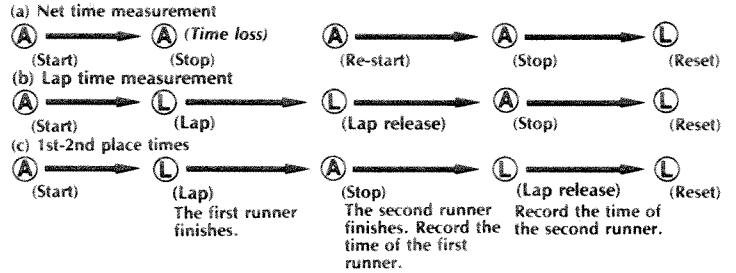 (a) Net time measurement
A A (Time loss) A A L
(Start) (Stop) (Re-start) (Stop) (Reset)
(b) Lap time measurement
A L L A L
(Start) (Lap) (Lap release) (Stop) (Reset)
(c) 1st-2nd place times
A L A L L
(Start) (Lap) (Stop) (Lap release) (Reset)
The first runner
finishes.
The second runner
finishes. Record the
time of the first
runner.
Record the time of
the second runner.